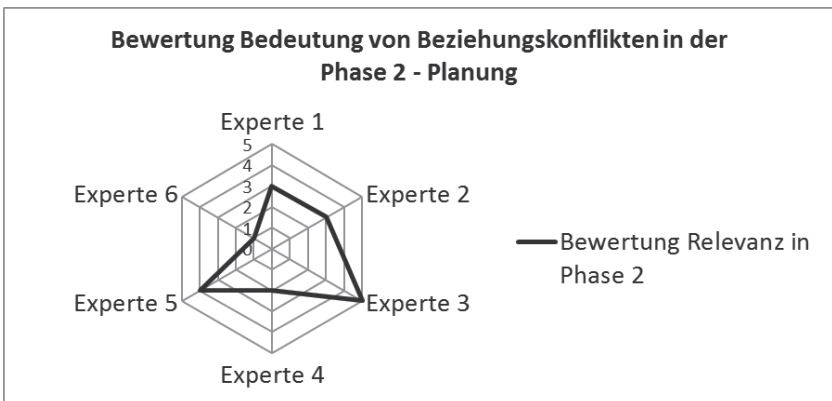 Bewertung Bedeutung von Beziehungskonflikten in der
Phase 2 - Planung
Experte 1
5
4
3
2
1
0
Experte 2
Experte 3
Experte 4
Experte 5
Experte 6
Bewertung Relevanz in
Phase 2